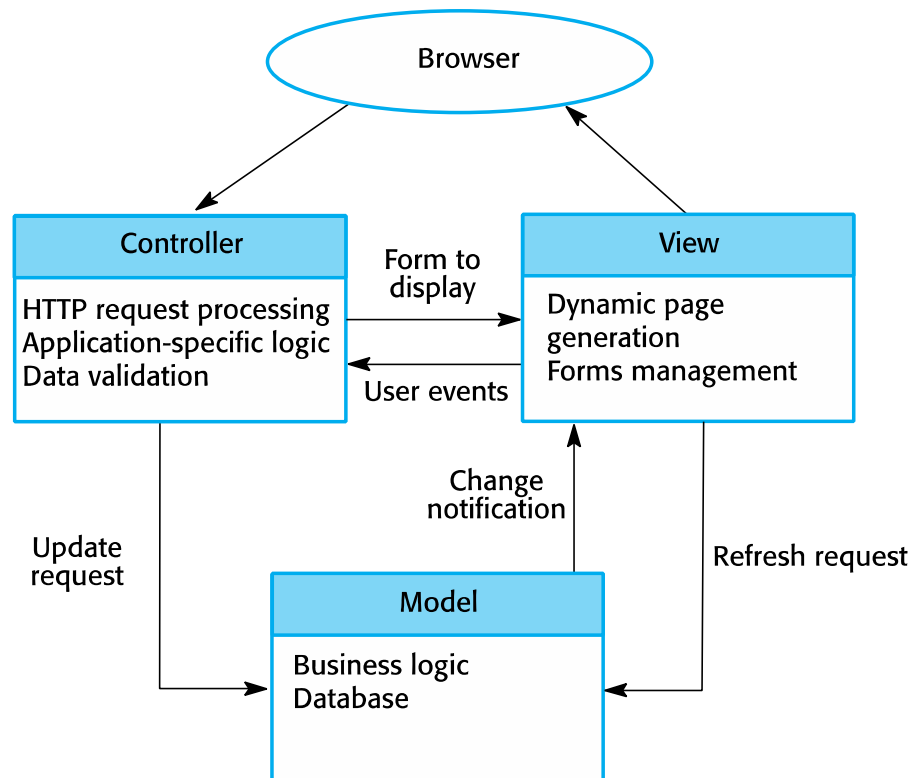 Browser
Controller
HTTP request processing
Application-specific logic
Data validation
Form to
display
User events
View
Dynamic page
generation
Forms management
Update
request
Change
notification
Refresh request
Model
Business logic
Database